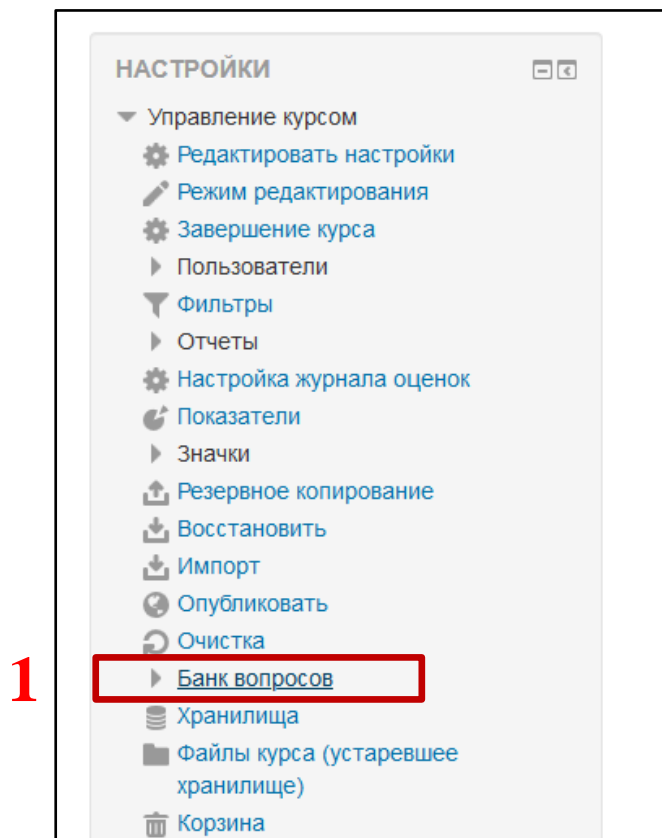 НАСТРОЙКИ
Управление курсом
Редактировать настройки
Режим редактирования
Завершение курса
Пользователи
Фильтры
Отчеты
Настройка журнала оценок
Показатели
Значки
Резервное копирование
Восстановить
Импорт
Опубликовать
Очистка
1 Банк вопросов
Хранилища
Файлы курса (устаревшее
хранилище)
Корзина